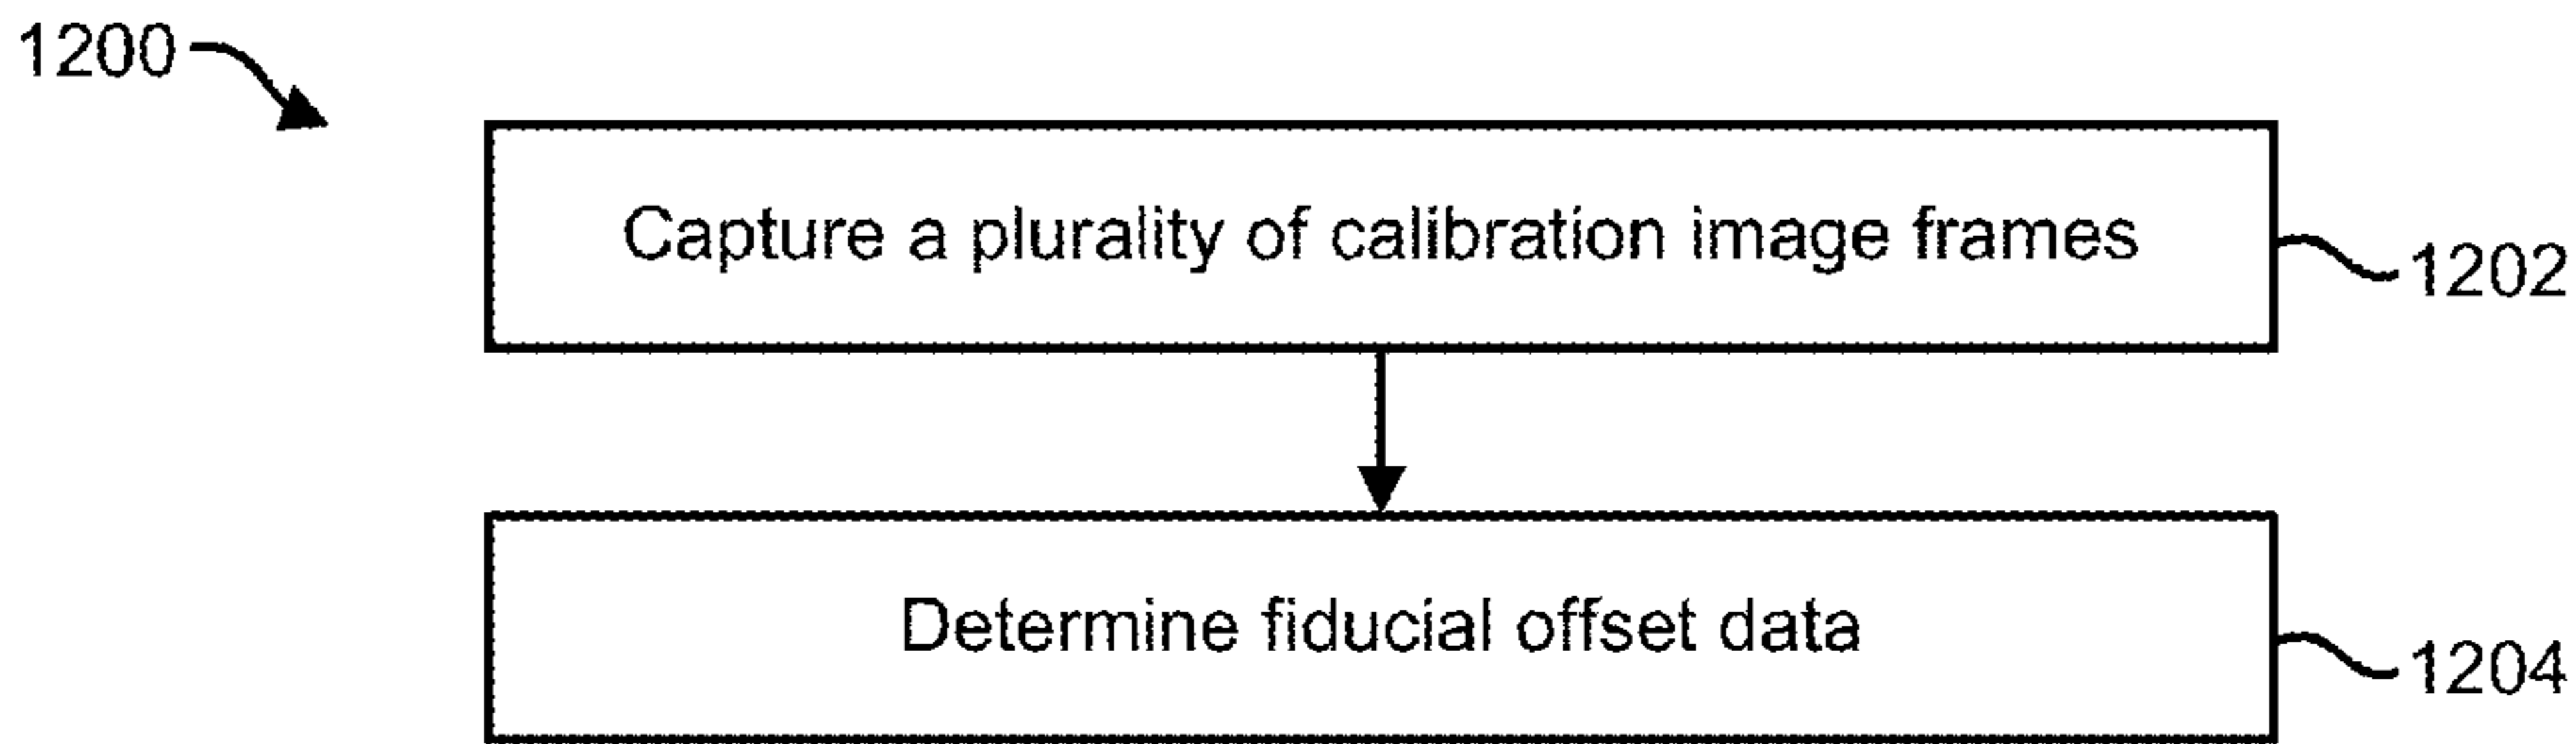 1200
Capture a plurality of calibration image frames
1202
Determine fiducial offset data
1204